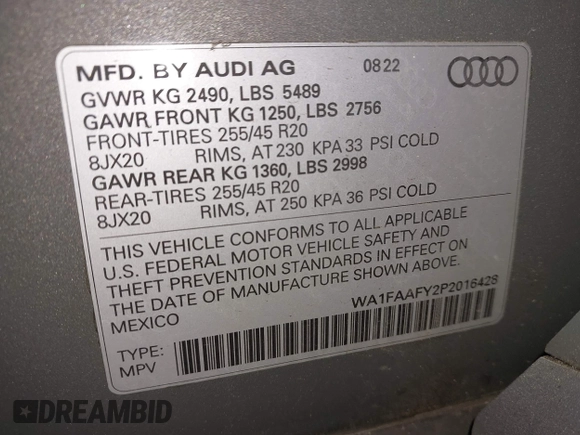 MFD. BY AUDI AG 08 22
GVWR KG 2490, LBS 5489
GAWR FRONT KG 1250, LBS 2756
FRONT-TIRES 255/45 R20
8JX20 RIMS, AT 230 KPA 33 PSI COLD
GAWR REAR KG 1360, LBS 2998
REAR-TIRES 255/45 R20
8JX20 RIMS, AT 250 KPA 36 PSI COLD
THIS VEHICLE CONFORMS TO ALL APPLICABLE
U.S. FEDERAL MOTOR VEHICLE SAFETY AND
THEFT PREVENTION STANDARDS IN EFFECT ON
THE DATE OF MANUFACTURE SHOWN ABOVE.
MEXICO WA1FAAFY2P2016428
TYPE:
MPV
DREAMBID